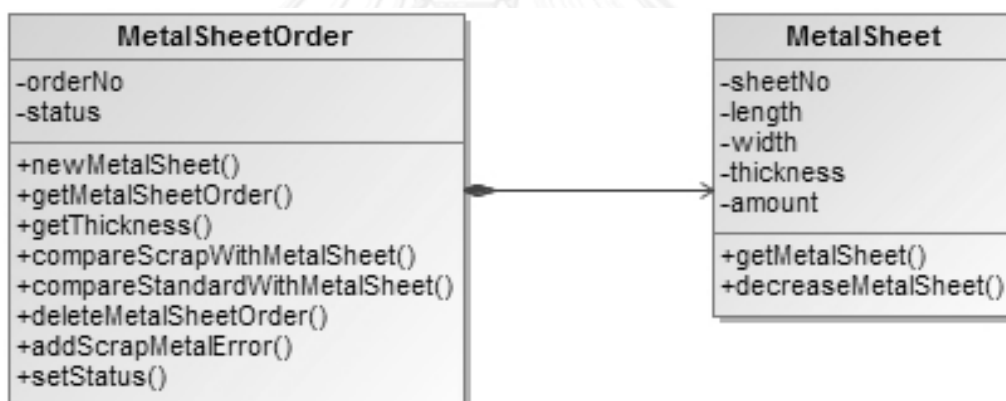 MetalSheetOrder
-orderNo
-status
+newMetalSheet()
+getMetalSheetOrder()
+getThickness()
+compareScrapWithMetalSheet()
+compareStandardWithMetalSheet()
+deleteMetalSheetOrder()
+addScrapMetalError()
+setStatus()
MetalSheet
-sheetNo
-length
-width
-thickness
-amount
+getMetalSheet()
+decreaseMetalSheet()